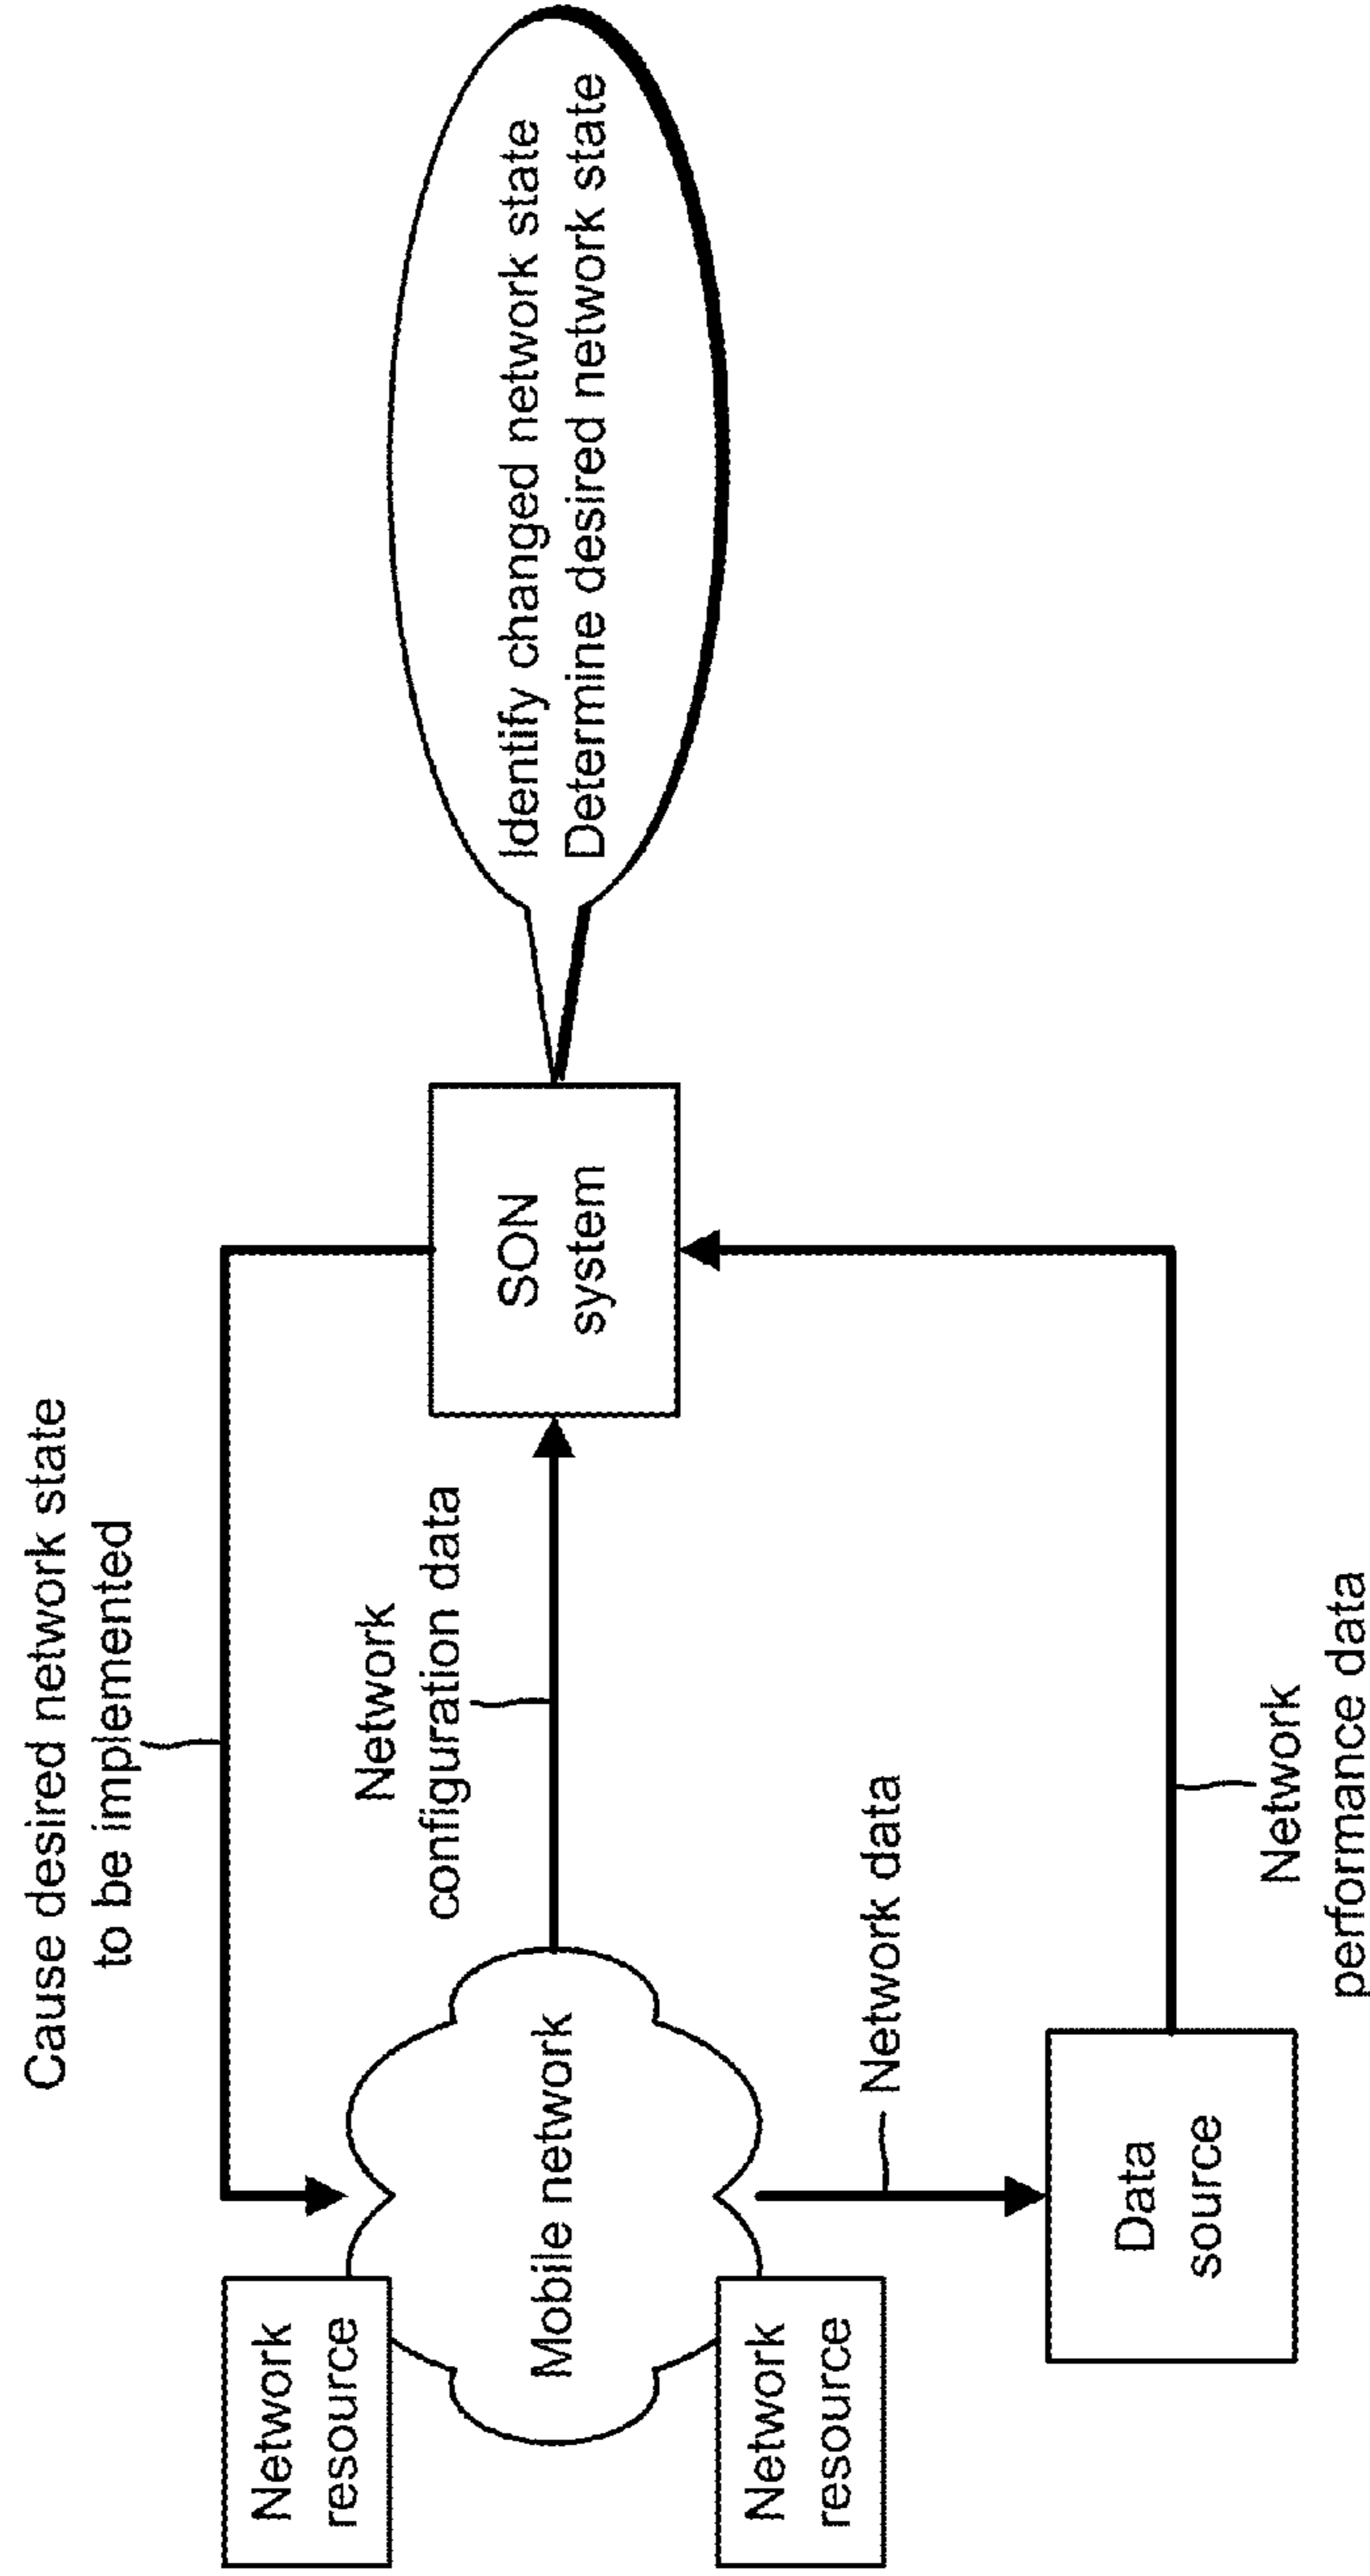 Cause desired network state
to be implemented
Network
resource
Mobile network
Network
resource
Network
configuration data
SON
system
Identify changed network state
Determine desired network state
Network data
Data
source
Network
performance data